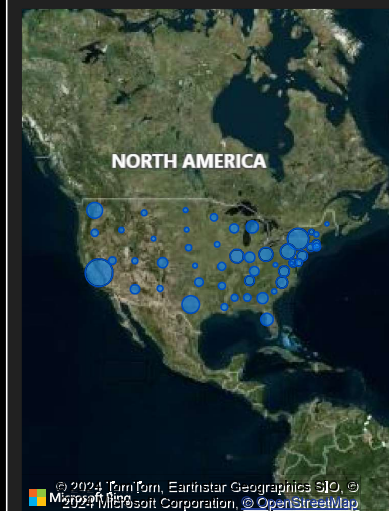 NORTH AMERICA
© 2024 TomTom, Earthstar Geographics SIO, ©
Microsoft Bing
2024 Microsoft Corporation, © OpenStreetMap